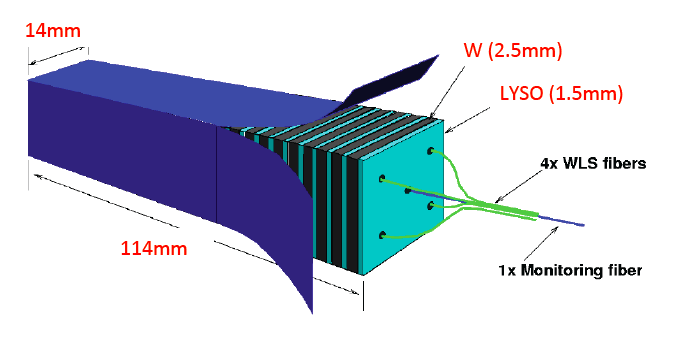 14mm
W (2.5mm)
LYSO (1.5mm)
4x WLS fibers
114mm
1x Monitoring fiber